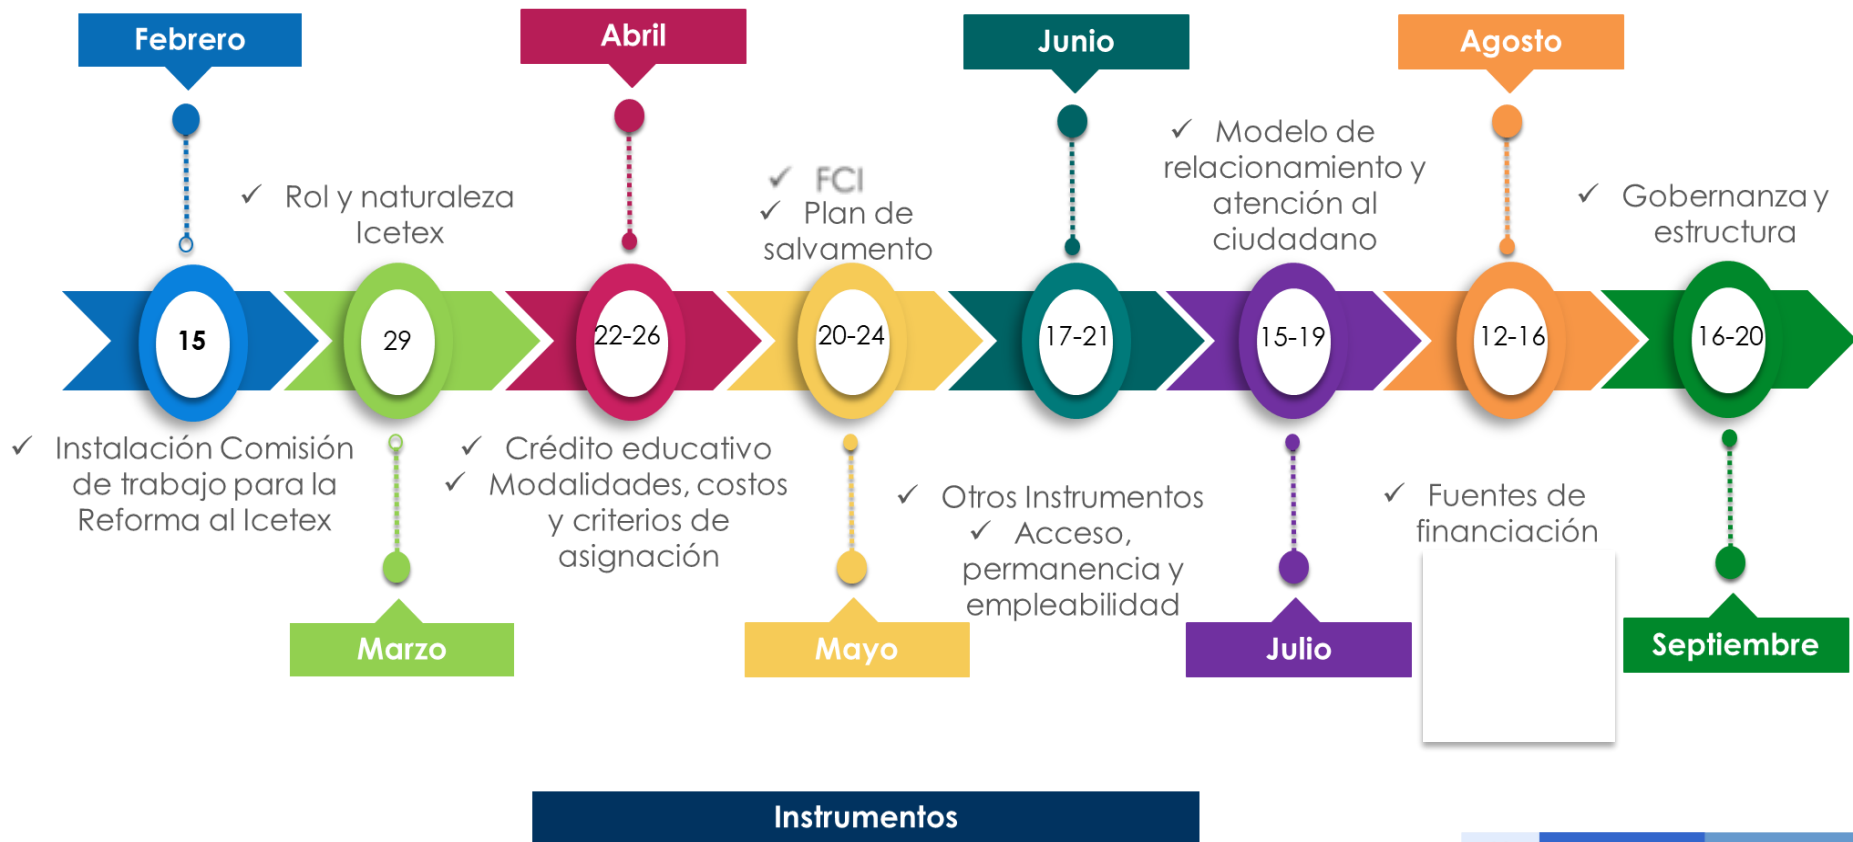 Febrero
Abril
Junio
Agosto
✓ Rol y naturaleza
Icetex
✓ FCI
✓ Plan de
salvamento
✓ Modelo de
relacionamiento y
atención al
ciudadano
✓ Gobernanza y
estructura
15
29
22-26
20-24
17-21
15-19
12-16
16-20
✓ Instalación Comisión
de trabajo para la
Reforma al Icetex
✓ Crédito educativo
✓ Modalidades, costos
y criterios de
asignación
✓ Otros Instrumentos
✓ Acceso,
permanencia y
empleabilidad
✓ Fuentes de
financiación
Marzo
Mayo
Julio
Septiembre
Instrumentos